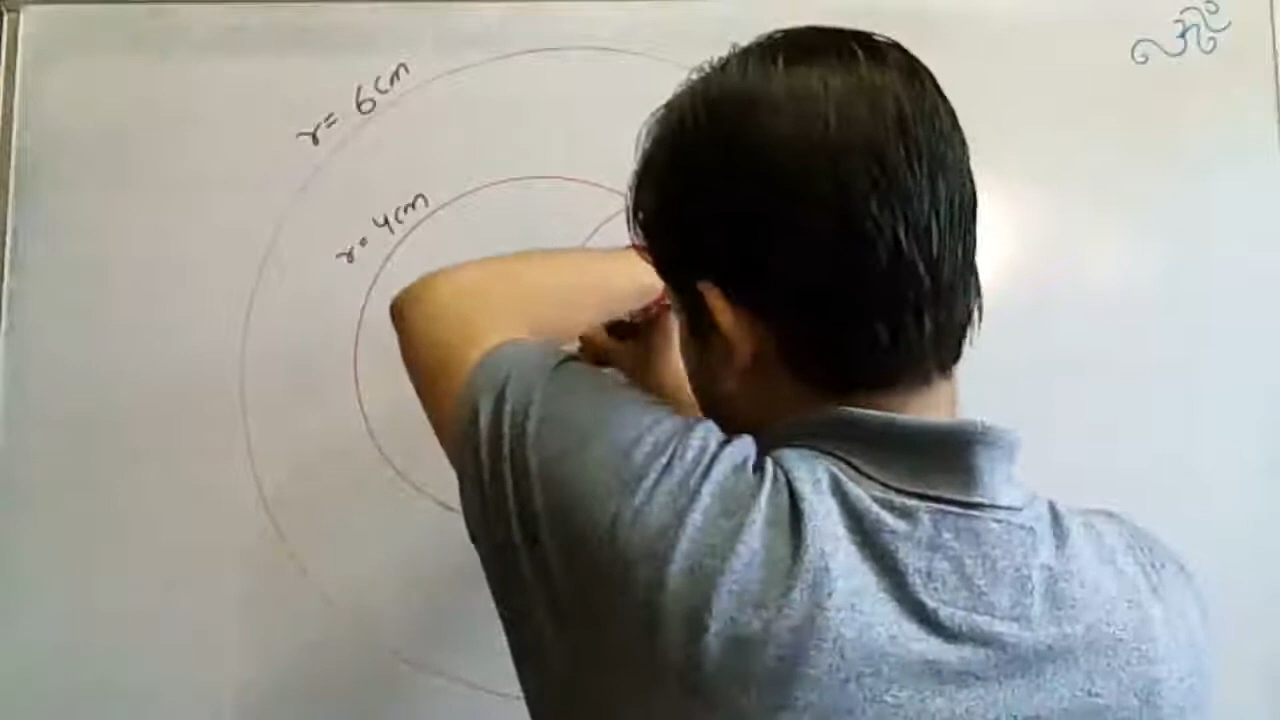 r= 6cm
r= 4cm